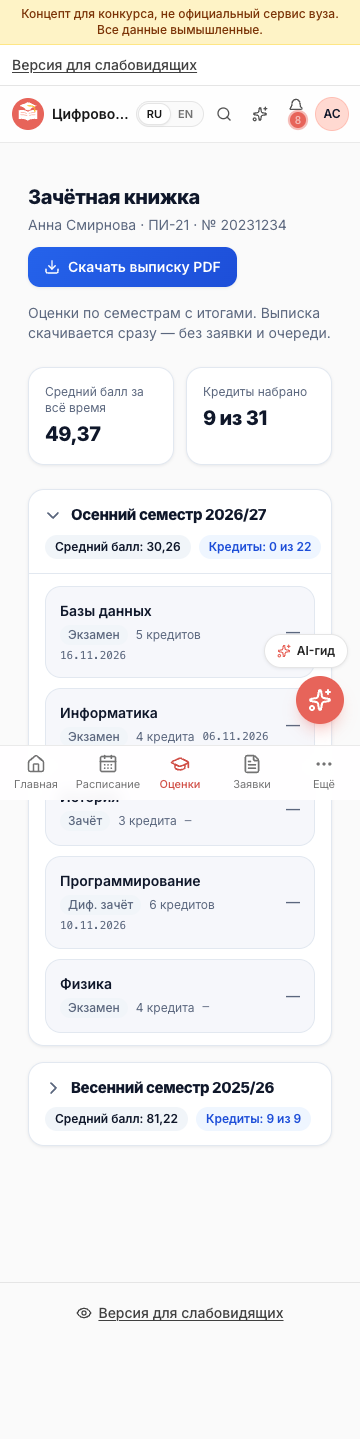 Концепт для конкурса, не официальный сервис вуза.
Все данные вымышленные.
Версия для слабовидящих
Цифрово...
RU
EN
8
АС
Зачётная книжка
Анна Смирнова · ПИ-21 · № 20231234
Скачать выписку PDF
Оценки по семестрам с итогами. Выписка
скачивается сразу — без заявки и очереди.
Средний балл за
всё время
49,37
Кредиты набрано
9 из 31
Осенний семестр 2026/27
Средний балл: 30,26
Кредиты: 0 из 22
Базы данных
Экзамен 5 кредитов
16.11.2026
—
AI-гид
Информатика
Экзамен 4 кредита 06.11.2026
—
Главная
Расписание
Оценки
Заявки
Ещё
История
Зачёт 3 кредита —
—
Программирование
Диф. зачёт 6 кредитов
10.11.2026
—
Физика
Экзамен 4 кредита —
—
Весенний семестр 2025/26
Средний балл: 81,22
Кредиты: 9 из 9
Версия для слабовидящих